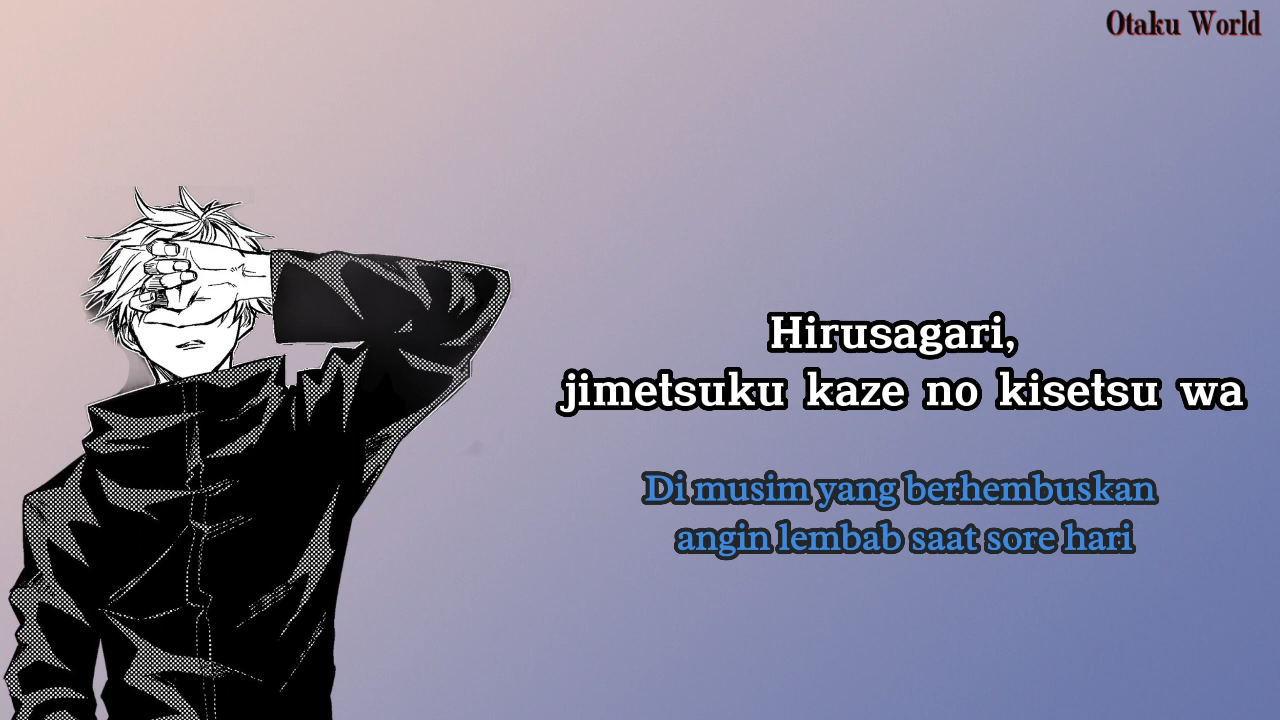 Otaku World
Hirusagari,
jimetsuku kaze no kisetsu wa
Di musim yang berhembuskan
angin lembab saat sore hari